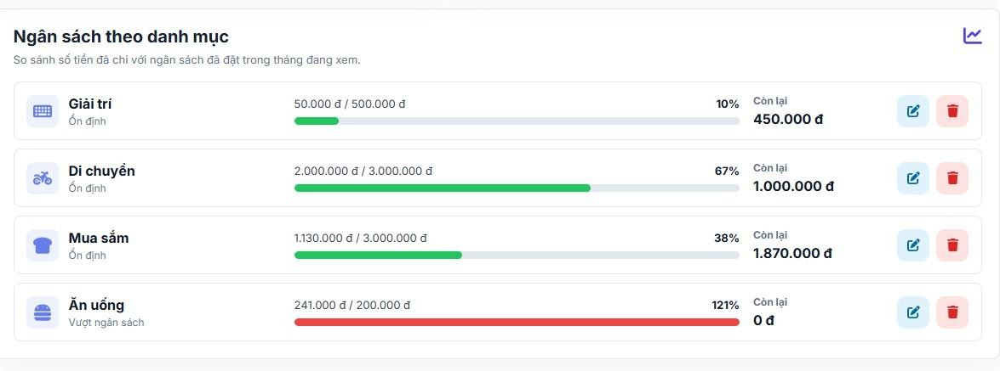 Ngân sách theo danh mục
So sánh số tiền đã chi với ngân sách đã đặt trong tháng đang xem.
Giải trí
Ổn định
50.000 đ / 500.000 đ
10%
Còn lại
450.000 đ
Di chuyển
Ổn định
2.000.000 đ / 3.000.000 đ
67%
Còn lại
1.000.000 đ
Mua sắm
Ổn định
1.130.000 đ / 3.000.000 đ
38%
Còn lại
1.870.000 đ
Ăn uống
Vượt ngân sách
241.000 đ / 200.000 đ
121%
Còn lại
0 đ